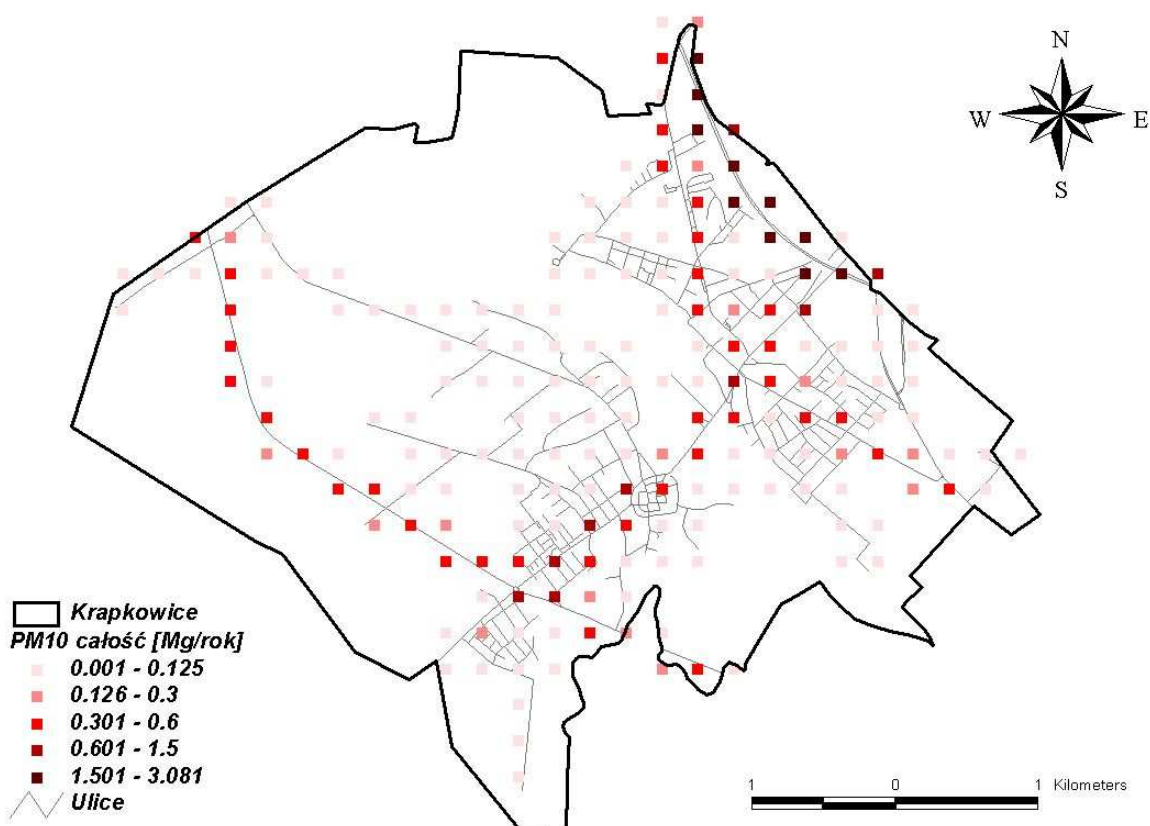 N
W
E
S
Krapkowice
PM10 całość [Mg/rok]
0.001 - 0.125
0.126 - 0.3
0.301 - 0.6
0.601 - 1.5
1.501 - 3.081
Ulice
1 0 1 Kilometers